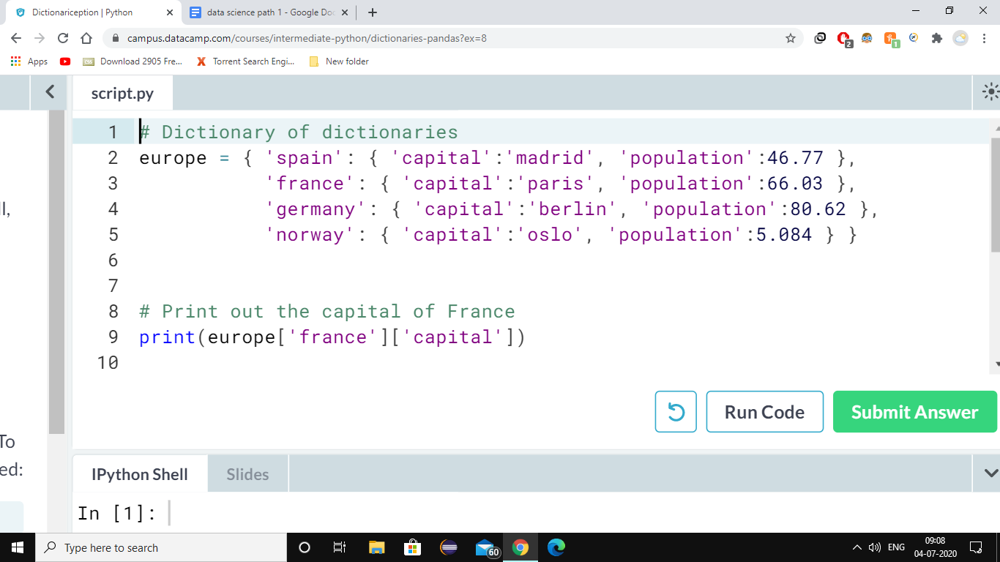 Dictionariception | Python
data science path 1 - Google Doc
campus.datacamp.com/courses/intermediate-python/dictionaries-pandas?ex=8
2
1
Apps
CSS
Download 2905 Fre...
Torrent Search Engi...
New folder
script.py
1 # Dictionary of dictionaries
2 europe = { 'spain': { 'capital':'madrid', 'population':46.77 },
3 'france': { 'capital':'paris', 'population':66.03 },
4 'germany': { 'capital':'berlin', 'population':80.62 },
5 'norway': { 'capital':'oslo', 'population':5.084 } }
6
7
8 # Print out the capital of France
9 print(europe['france']['capital'])
10
l,
To
ed:
Run Code
Submit Answer
IPython Shell
Slides
In [1]:
Type here to search
60
ENG
09:08
04-07-2020